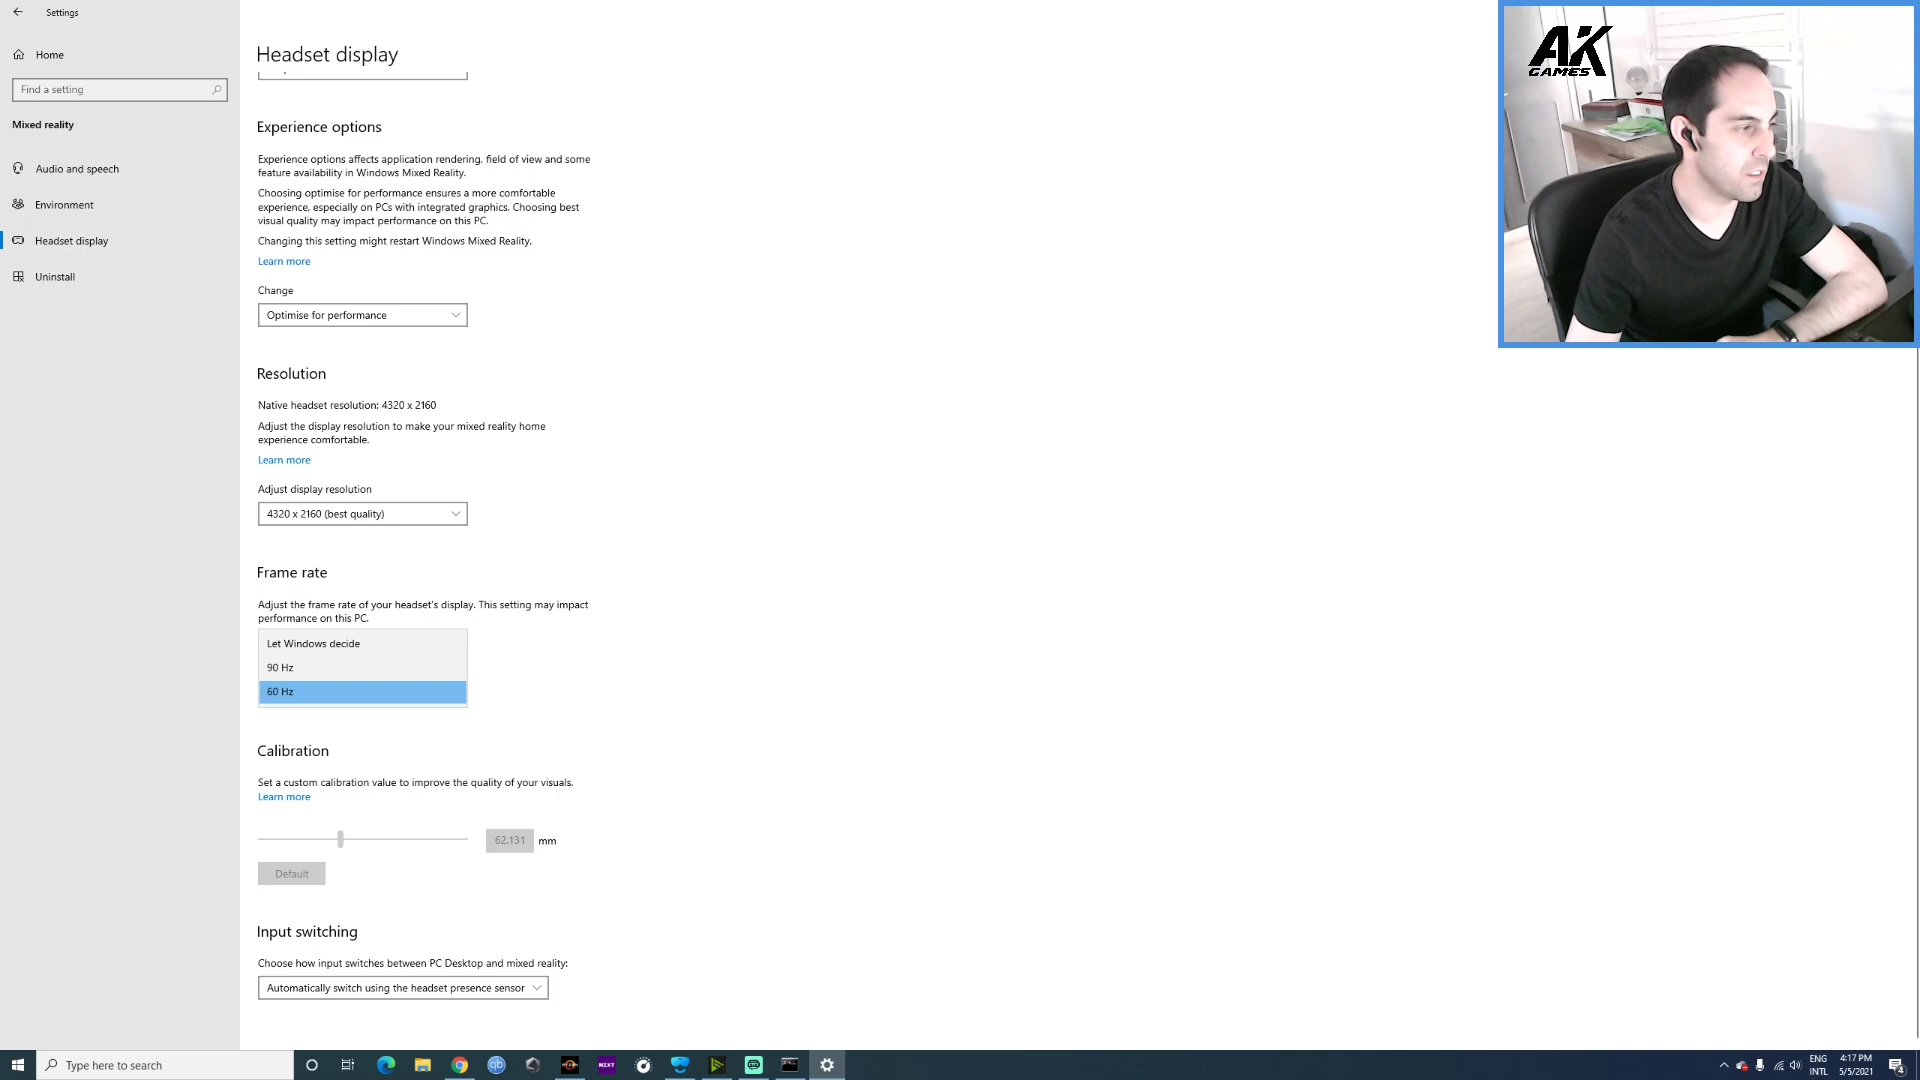 Settings
Home
Find a setting
Mixed reality
Audio and speech
Environment
Headset display
Uninstall
Headset display
Experience options
Experience options affects application rendering, field of view and some
feature availability in Windows Mixed Reality.
Choosing optimise for performance ensures a more comfortable
experience, especially on PCs with integrated graphics. Choosing best
visual quality may impact performance on this PC.
Changing this setting might restart Windows Mixed Reality.
Learn more
Change
Optimise for performance
Resolution
Native headset resolution: 4320 x 2160
Adjust the display resolution to make your mixed reality home
experience comfortable.
Learn more
Adjust display resolution
4320 x 2160 (best quality)
Frame rate
Adjust the frame rate of your headset's display. This setting may impact
performance on this PC.
Let Windows decide
90 Hz
60 Hz
Calibration
Set a custom calibration value to improve the quality of your visuals.
Learn more
62.131 mm
Default
Input switching
Choose how input switches between PC Desktop and mixed reality:
Automatically switch using the headset presence sensor
AK
GAMES
Type here to search
qb
NZXT
ENG
INTL
4:17 PM
5/5/2021
4